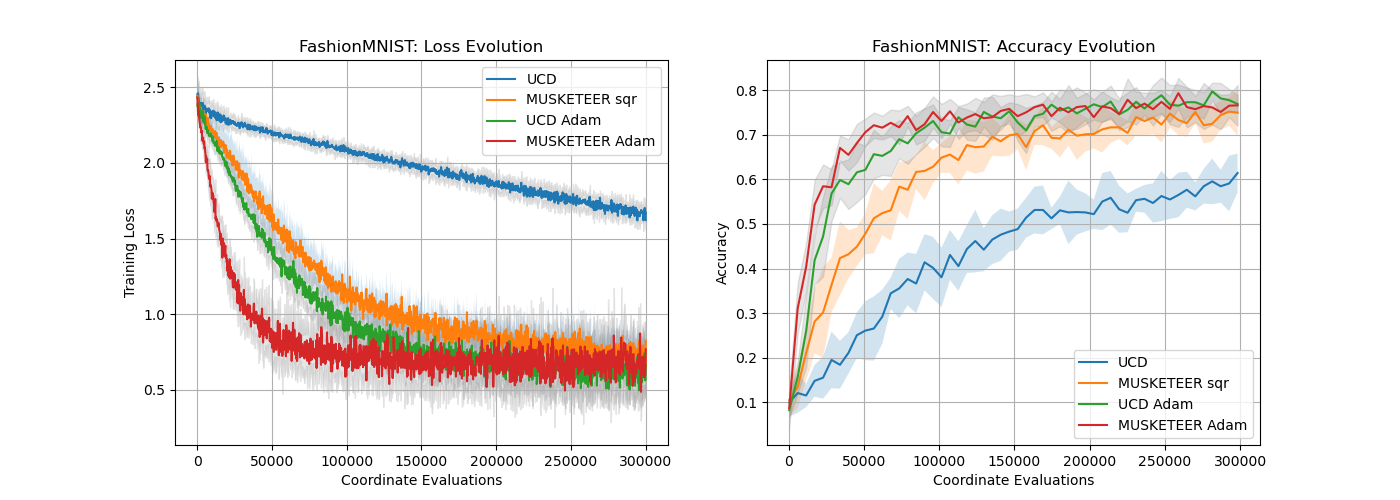 FashionMNIST: Loss Evolution
Training Loss
2.5
2.0
1.5
1.0
0.5
UCD
MUSKETEER sqr
UCD Adam
MUSKETEER Adam
0 50000 100000 150000 200000 250000 300000
Coordinate Evaluations
FashionMNIST: Accuracy Evolution
Accuracy
0.8
0.7
0.6
0.5
0.4
0.3
0.2
0.1
UCD
MUSKETEER sqr
UCD Adam
MUSKETEER Adam
0 50000 100000 150000 200000 250000 300000
Coordinate Evaluations